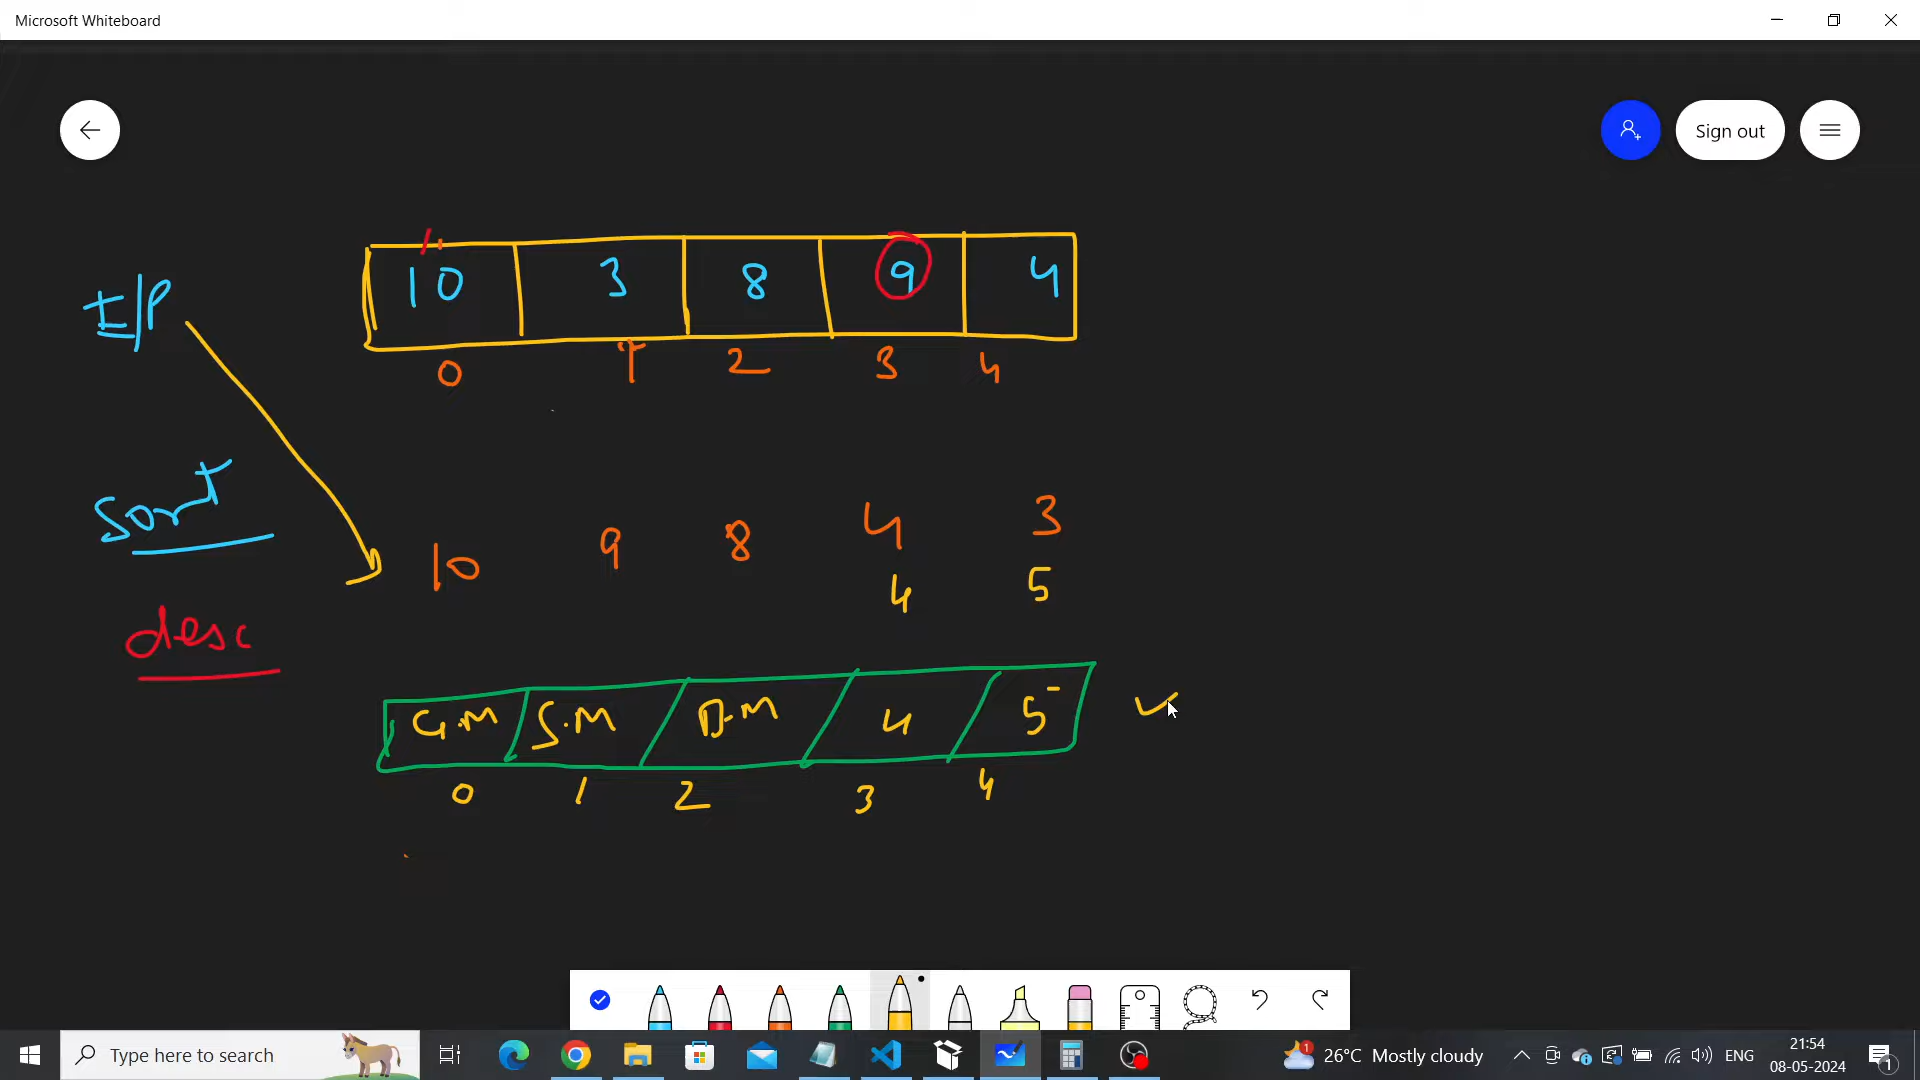 Microsoft Whiteboard
Sign out
10 3 8 9 4
I/P
0 1 2 3 4
Sort
10 9 8 4 3
4 5
desc
G.M S.M B-M 4 5
0 1 2 3 4
Type here to search
26°C Mostly cloudy
ENG
21:54
08-05-2024
1
1